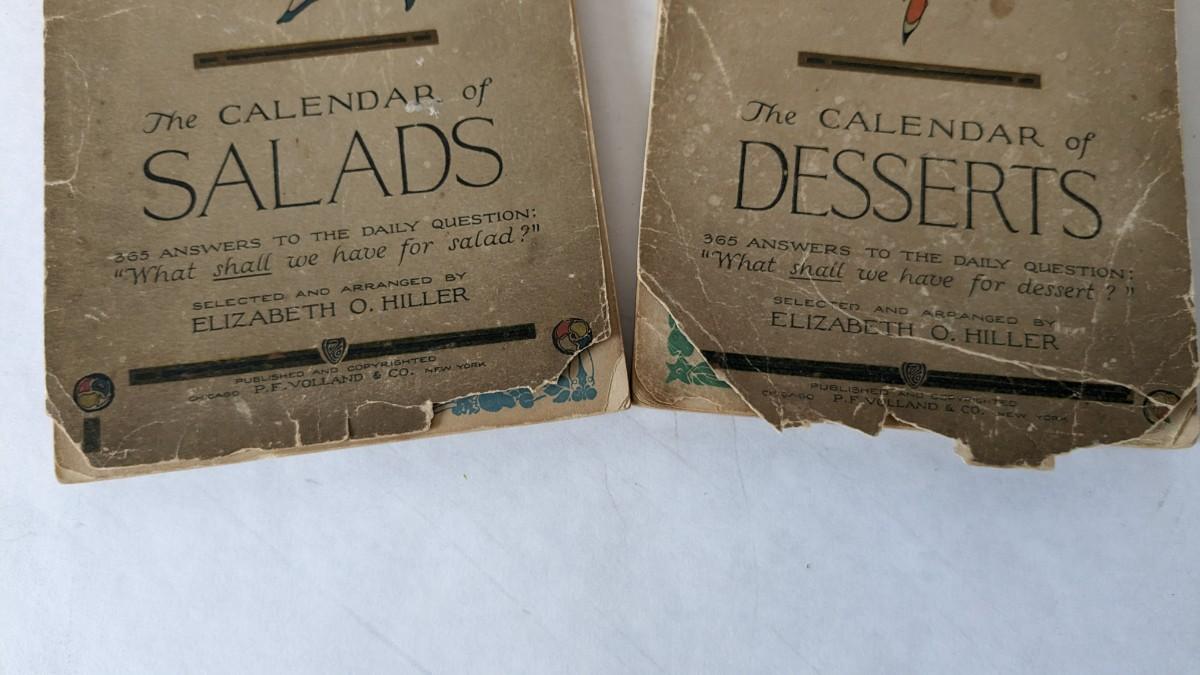 The CALENDAR of
SALADS
365 ANSWERS TO THE DAILY QUESTION:
"What shall we have for salad?"
SELECTED AND ARRANGED BY
ELIZABETH O. HILLER
PUBLISHED AND COPYRIGHTED
CHICAGO P.F. VOLLAND & CO. NEW YORK
The CALENDAR of
DESSERTS
365 ANSWERS TO THE DAILY QUESTION:
"What shall we have for dessert?"
SELECTED AND ARRANGED BY
ELIZABETH O. HILLER
PUBLISHED AND COPYRIGHTED
CHICAGO P.F. VOLLAND & CO. NEW YORK